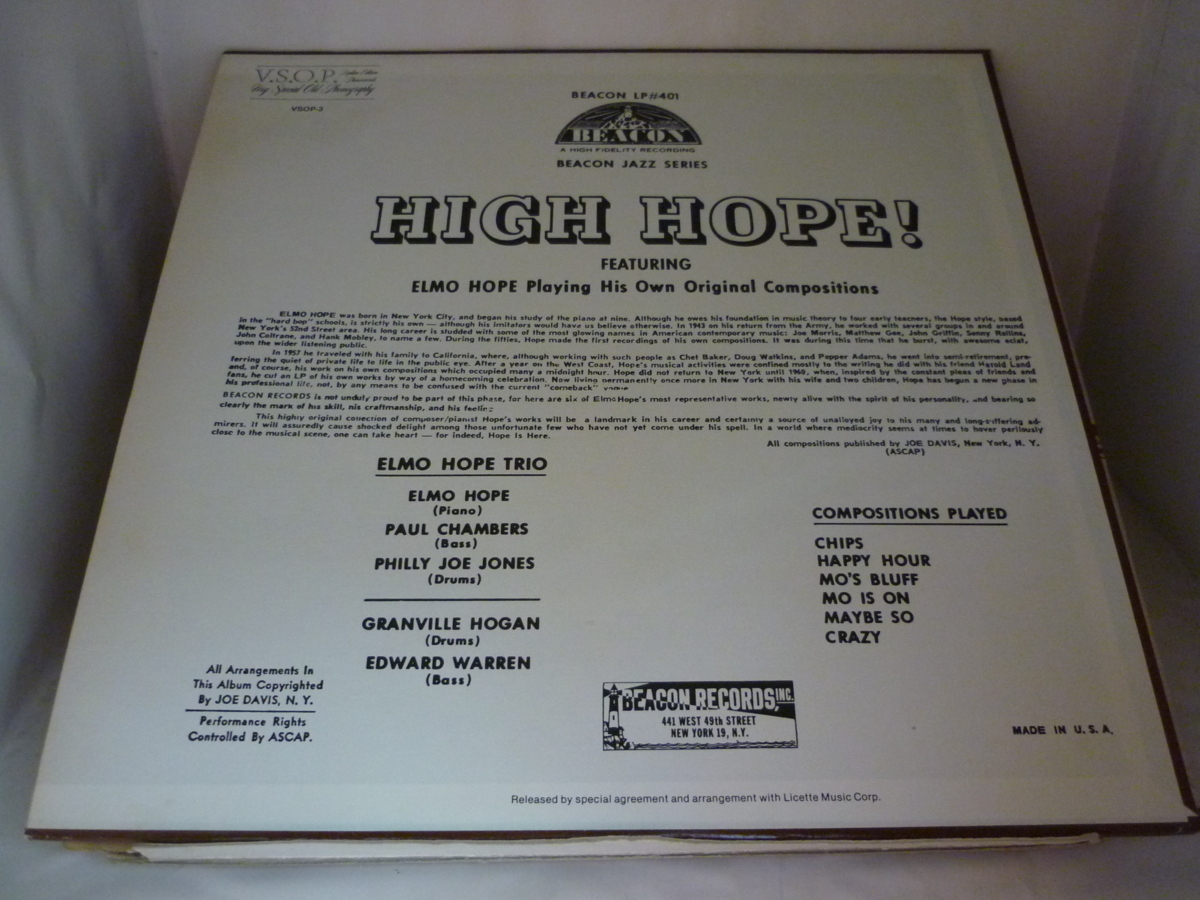 V.S.O.P.
Very Special Old Phonography
VSOP-3
BEACON LP#401
BEACON
A HIGH FIDELITY RECORDING
BEACON JAZZ SERIES
HIGH HOPE!
FEATURING
ELMO HOPE Playing His Own Original Compositions
ELMO HOPE was born in New York City, and began his study of the piano at nine. Although he owes his foundation in music theory to four early teachers, the Hope style, based
in the "hard bop" schools, is strictly his own — although his imitators would have us believe otherwise. In 1943 on his return from the Army, he worked with several groups in and around
New York's 52nd Street area. His long career is studded with some of the most glowing names in American contemporary music: Joe Morris, Matthew Gee, John Griffin, Sonny Rollins,
John Coltrane, and Hank Mobley, to name a few. During the fifties, Hope made the first recordings of his own compositions. It was during this time that he burst, with awesome eclat,
upon the wider listening public.
In 1957 he traveled with his family to California, where, although working with such people as Chet Baker, Doug Watkins, and Pepper Adams, he went into semi-retirement, pre-
ferring the quiet of private life to life in the public eye. After a year on the West Coast, Hope's musical activities were confined mostly to the writing he did with his friend Harold Land
and, of course, his work on his own compositions which occupied many a midnight hour. Hope did not return to New York until 1960, when, inspired by the constant pleas of friends and
fans, he cut an LP of his own works by way of a homecoming celebration. Now living permanently once more in New York with his wife and two children, Hope has begun a new phase in
his professional life, not, by any means to be confused with the current "comeback" vogue
BEACON RECORDS is not unduly proud to be part of this phase, for here are six of Elmo Hope's most representative works, newly alive with the spirit of his personality, and bearing so
clearly the mark of his skill, his craftmanship, and his feeling
This highly original collection of composer/pianist Hope's works will be a landmark in his career and certainly a source of unalloyed joy to his many and long-suffering ad-
mirers. It will assuredly cause shocked delight among those unfortunate few who have not yet come under his spell. In a world where mediocrity seems at times to hover perilously
close to the musical scene, one can take heart — for indeed, Hope Is Here.
All compositions published by JOE DAVIS, New York, N. Y.
(ASCAP)
ELMO HOPE TRIO
ELMO HOPE
(Piano)
PAUL CHAMBERS
(Bass)
PHILLY JOE JONES
(Drums)
GRANVILLE HOGAN
(Drums)
EDWARD WARREN
(Bass)
COMPOSITIONS PLAYED
CHIPS
HAPPY HOUR
MO'S BLUFF
MO IS ON
MAYBE SO
CRAZY
All Arrangements In
This Album Copyrighted
By JOE DAVIS, N. Y.
Performance Rights
Controlled By ASCAP.
BEACON RECORDS, INC.
441 WEST 49th STREET
NEW YORK 19, N.Y.
MADE IN U.S.A.
Released by special agreement and arrangement with Licette Music Corp.